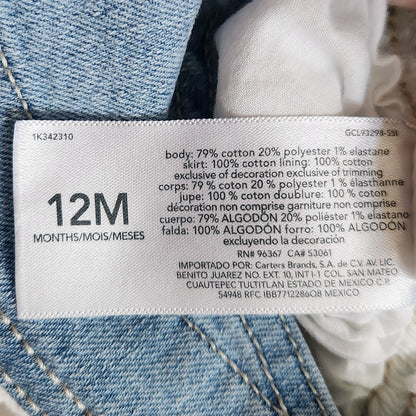 1K342310
GCL93298-SSI
body: 79% cotton 20% polyester 1% elastane
skirt: 100% cotton lining: 100% cotton
exclusive of decoration exclusive of trimming
corps: 79 % coton 20 % polyester 1 % élasthanne
jupe: 100 % coton doublure: 100 % coton
décoration non comprise garniture non comprise
cuerpo: 79% ALGODÓN 20% poliéster 1% elastano
falda: 100% ALGODÓN forro: 100% ALGODÓN
excluyendo la decoración
12M
MONTHS/MOIS/MESES
RN# 96367 CA# 53061
IMPORTADO POR: Carters Brands, S.A. de C.V. AV. LIC.
BENITO JUAREZ NO. EXT. 10, INT I-1 COL. SAN MATEO
CUAUTEPEC TULTITLAN ESTADO DE MEXICO C.P.
54948 RFC IBB7712286Q8 MEXICO